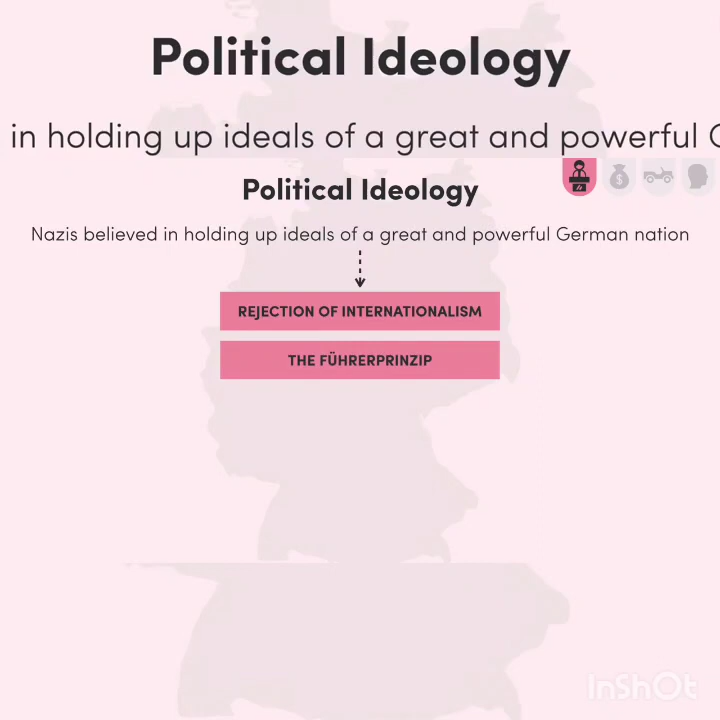 Political Ideology
in holding up ideals of a great and powerful
Political Ideology
Nazis believed in holding up ideals of a great and powerful German nation
REJECTION OF INTERNATIONALISM
THE FÜHRERPRINZIP
InShOt